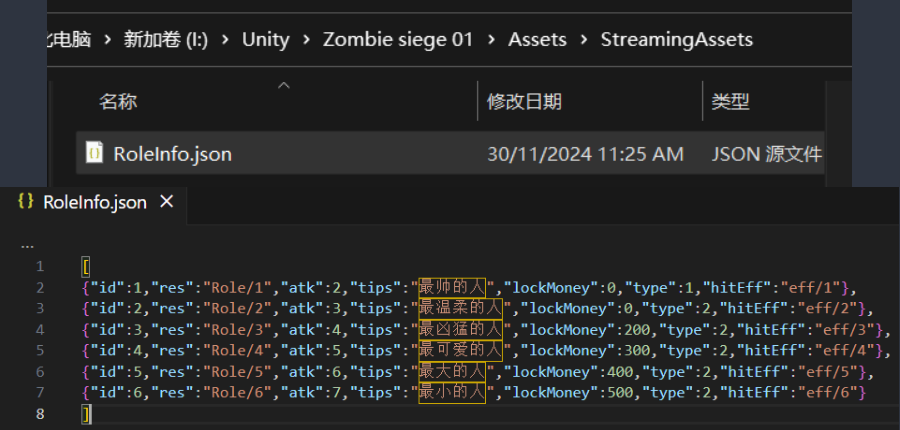 电脑 › 新加卷 (I:) › Unity › Zombie siege 01 › Assets › StreamingAssets
名称 修改日期 类型
RoleInfo.json 30/11/2024 11:25 AM JSON 源文件
{} RoleInfo.json ×
...
1 [
2 {"id":1,"res":"Role/1","atk":2,"tips":"最帅的人","lockMoney":0,"type":1,"hitEff":"eff/1"},
3 {"id":2,"res":"Role/2","atk":3,"tips":"最温柔的人","lockMoney":0,"type":2,"hitEff":"eff/2"},
4 {"id":3,"res":"Role/3","atk":4,"tips":"最凶猛的人","lockMoney":200,"type":2,"hitEff":"eff/3"},
5 {"id":4,"res":"Role/4","atk":5,"tips":"最可爱的人","lockMoney":300,"type":2,"hitEff":"eff/4"},
6 {"id":5,"res":"Role/5","atk":6,"tips":"最大的人","lockMoney":400,"type":2,"hitEff":"eff/5"},
7 {"id":6,"res":"Role/6","atk":7,"tips":"最小的人","lockMoney":500,"type":2,"hitEff":"eff/6"}
8 ]